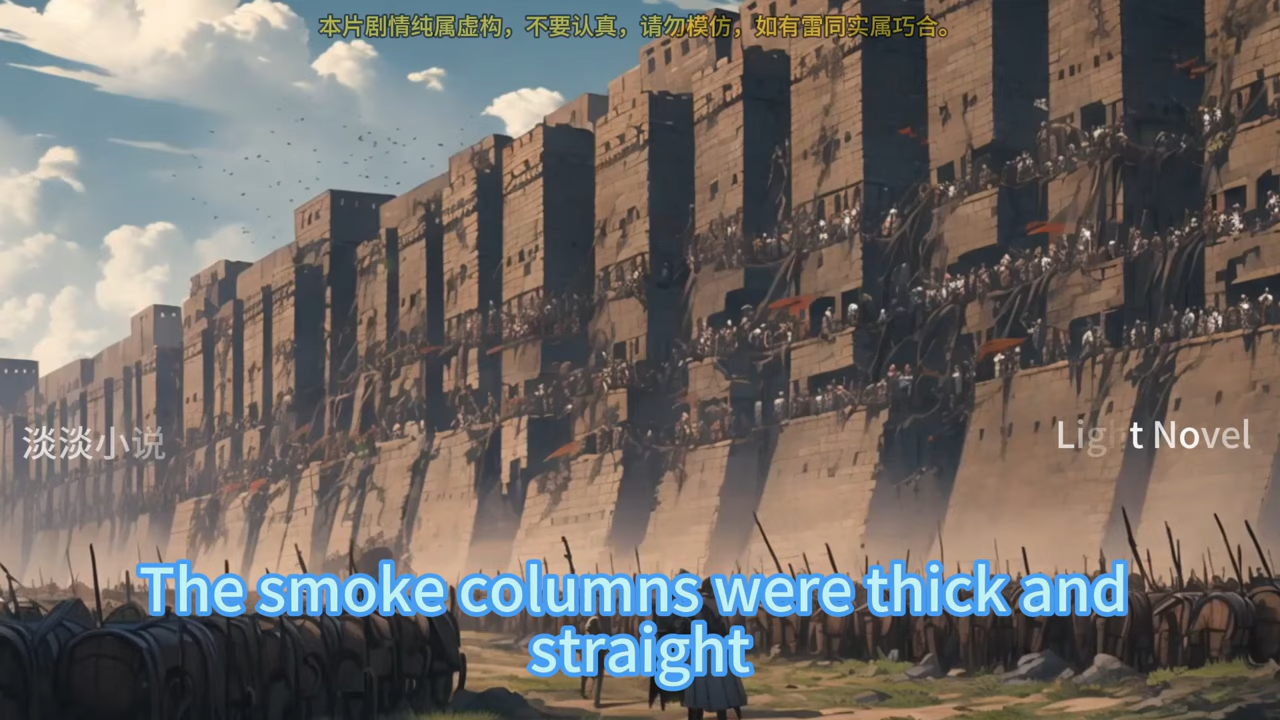 本片剧情纯属虚构，不要认真，请勿模仿，如有雷同实属巧合。
淡淡小说
Light Novel
The smoke columns were thick and
straight